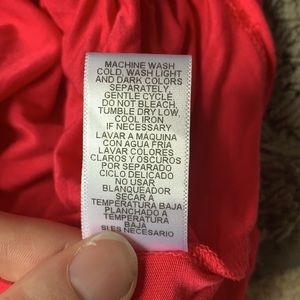 MACHINE WASH
COLD, WASH LIGHT
AND DARK COLORS
SEPARATELY,
GENTLE CYCLE
DO NOT BLEACH,
TUMBLE DRY LOW,
COOL IRON
IF NECESSARY
LAVAR A MAQUINA
CON AGUA FRÍA
LAVAR COLORES
CLAROS Y OSCUROS
POR SEPARADO
CICLO DELICADO
NO USAR
BLANQUEADOR
SECAR A
TEMPERATURA BAJA
PLANCHADO A
TEMPERATURA
BAJA
SI ES NECESARIO